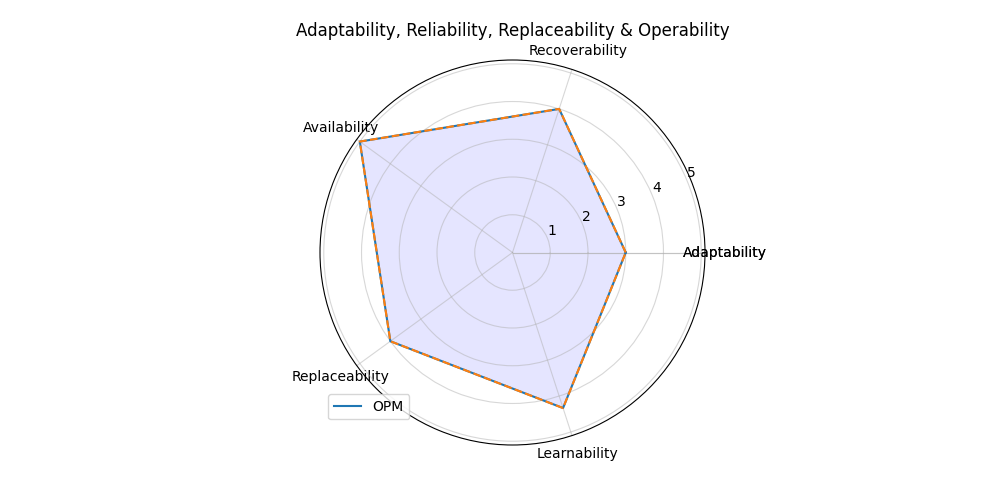 Adaptability, Reliability, Replaceability & Operability
Recoverability
Availability
5
4
3
2
1
Adaptability
Replaceability
OPM
Learnability